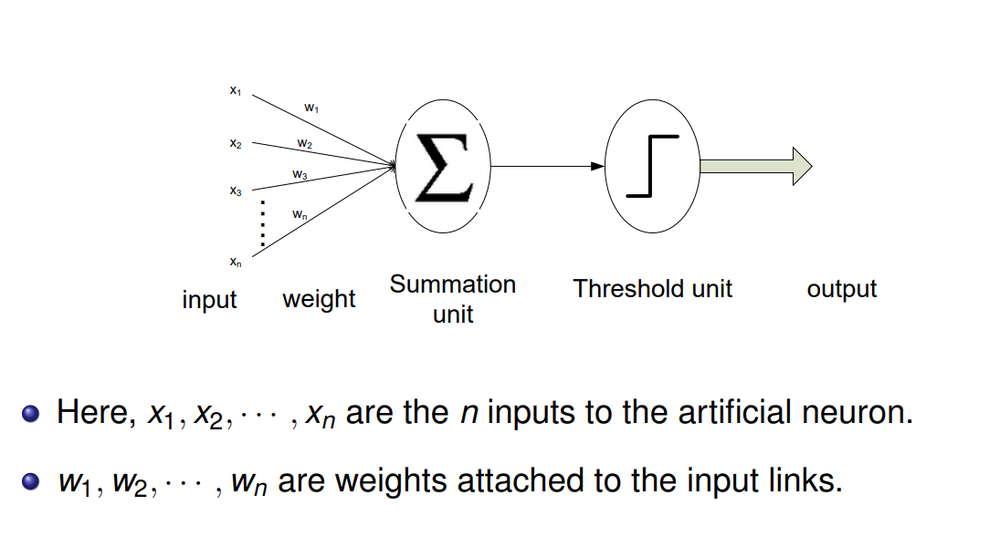 x₁
w₁
x₂
w₂
w₃
x₃
wₙ
xₙ
Σ
input
weight
Summation
unit
Threshold unit
output
Here, x₁, x₂, · · · , xₙ are the n inputs to the artificial neuron.
w₁, w₂, · · · , wₙ are weights attached to the input links.